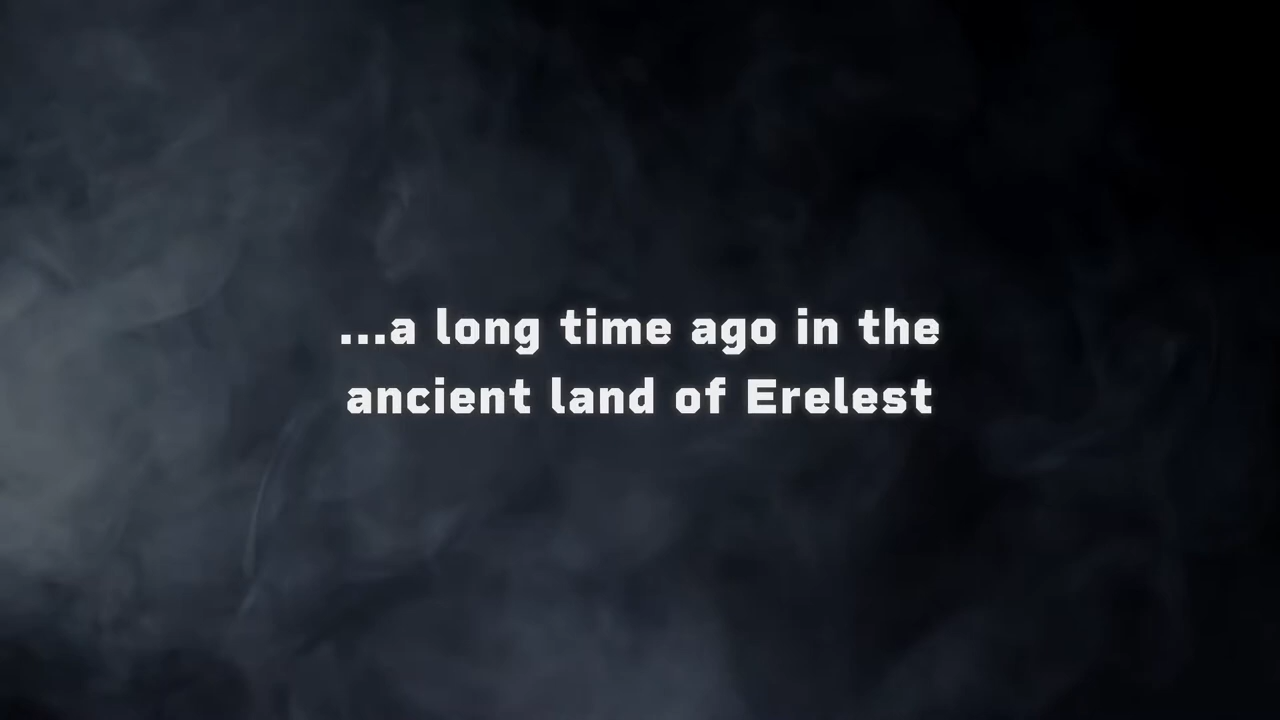 ...a long time ago in the
ancient land of Erelest